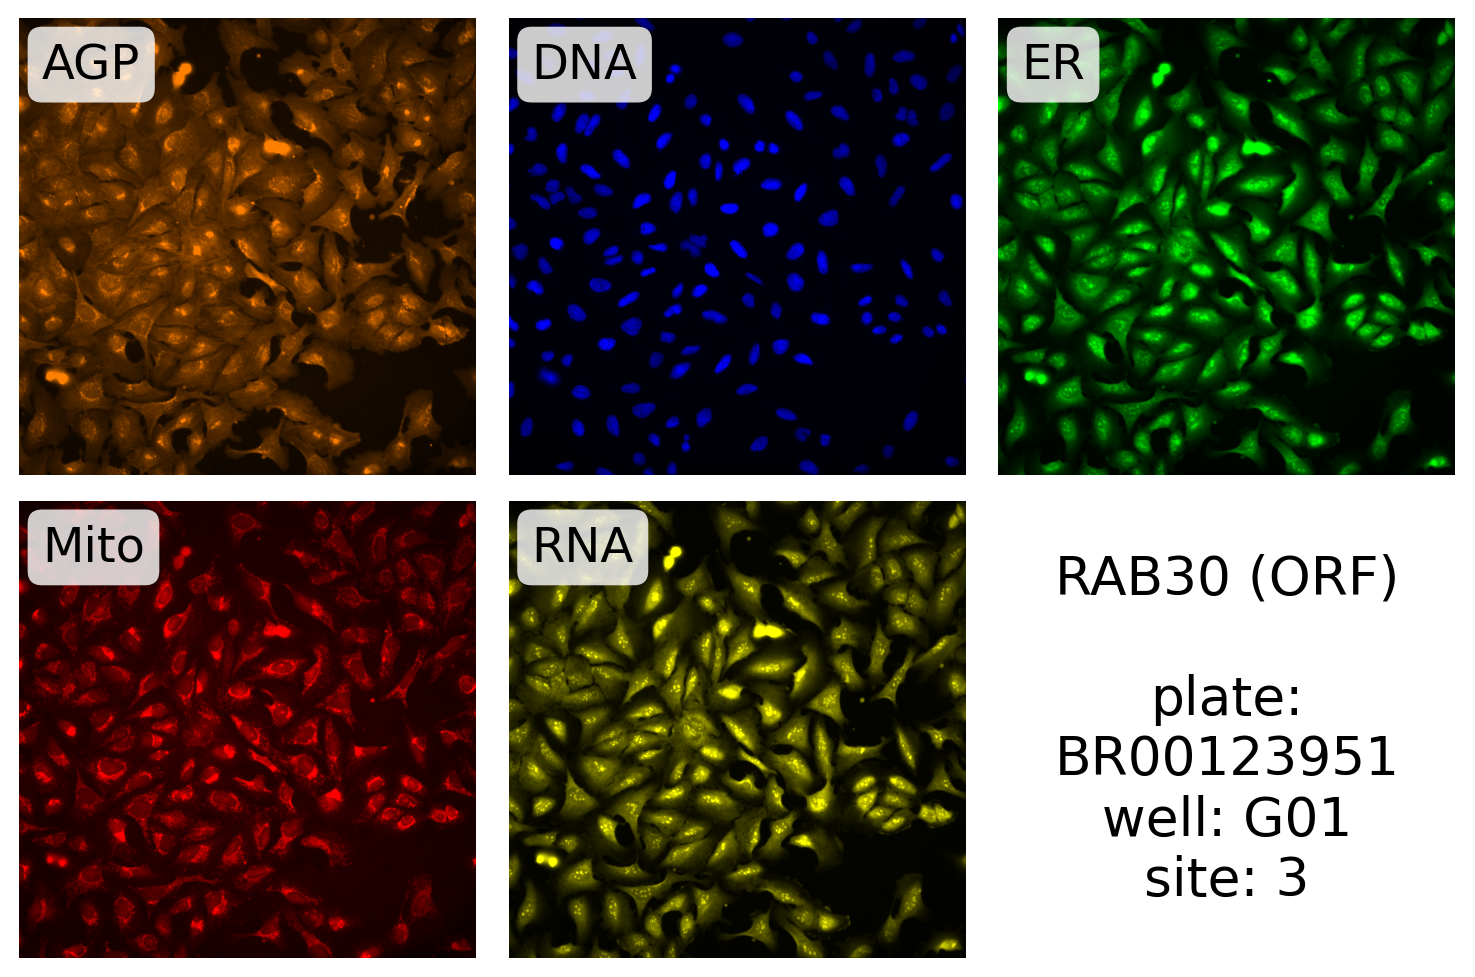 AGP
DNA
ER
Mito
RNA
RAB30 (ORF)
plate:
BR00123951
well: G01
site: 3